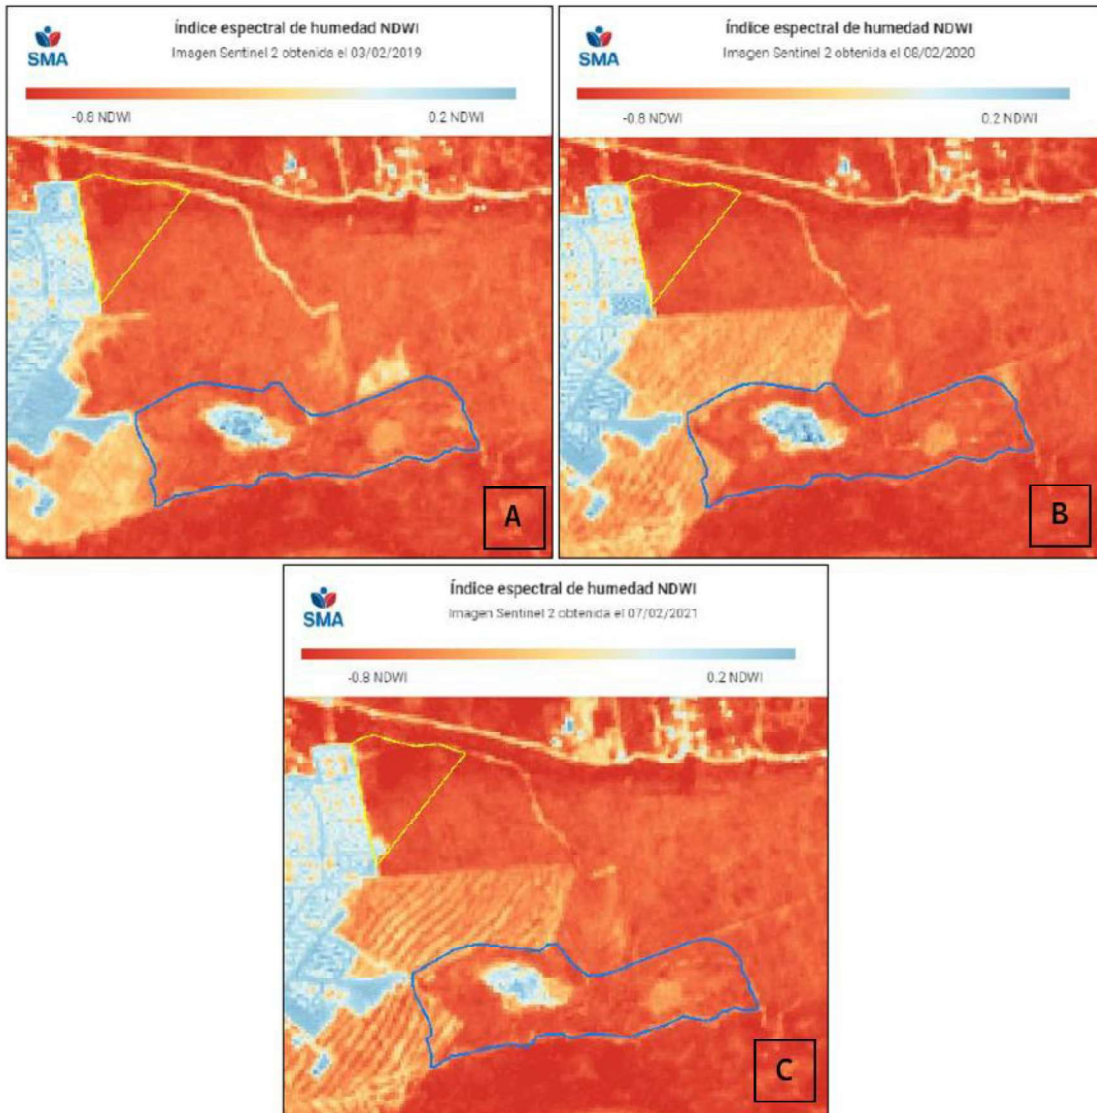 Índice espectral de humedad NDWI
SMA
Imagen Sentinel 2 obtenida el 03/02/2019
-0.8 NDWI
0.2 NDWI
A
Índice espectral de humedad NDWI
SMA
Imagen Sentinel 2 obtenida el 08/02/2020
-0.8 NDWI
0.2 NDWI
B
Índice espectral de humedad NDWI
SMA
Imagen Sentinel 2 obtenida el 07/02/2021
-0.8 NDWI
0.2 NDWI
C